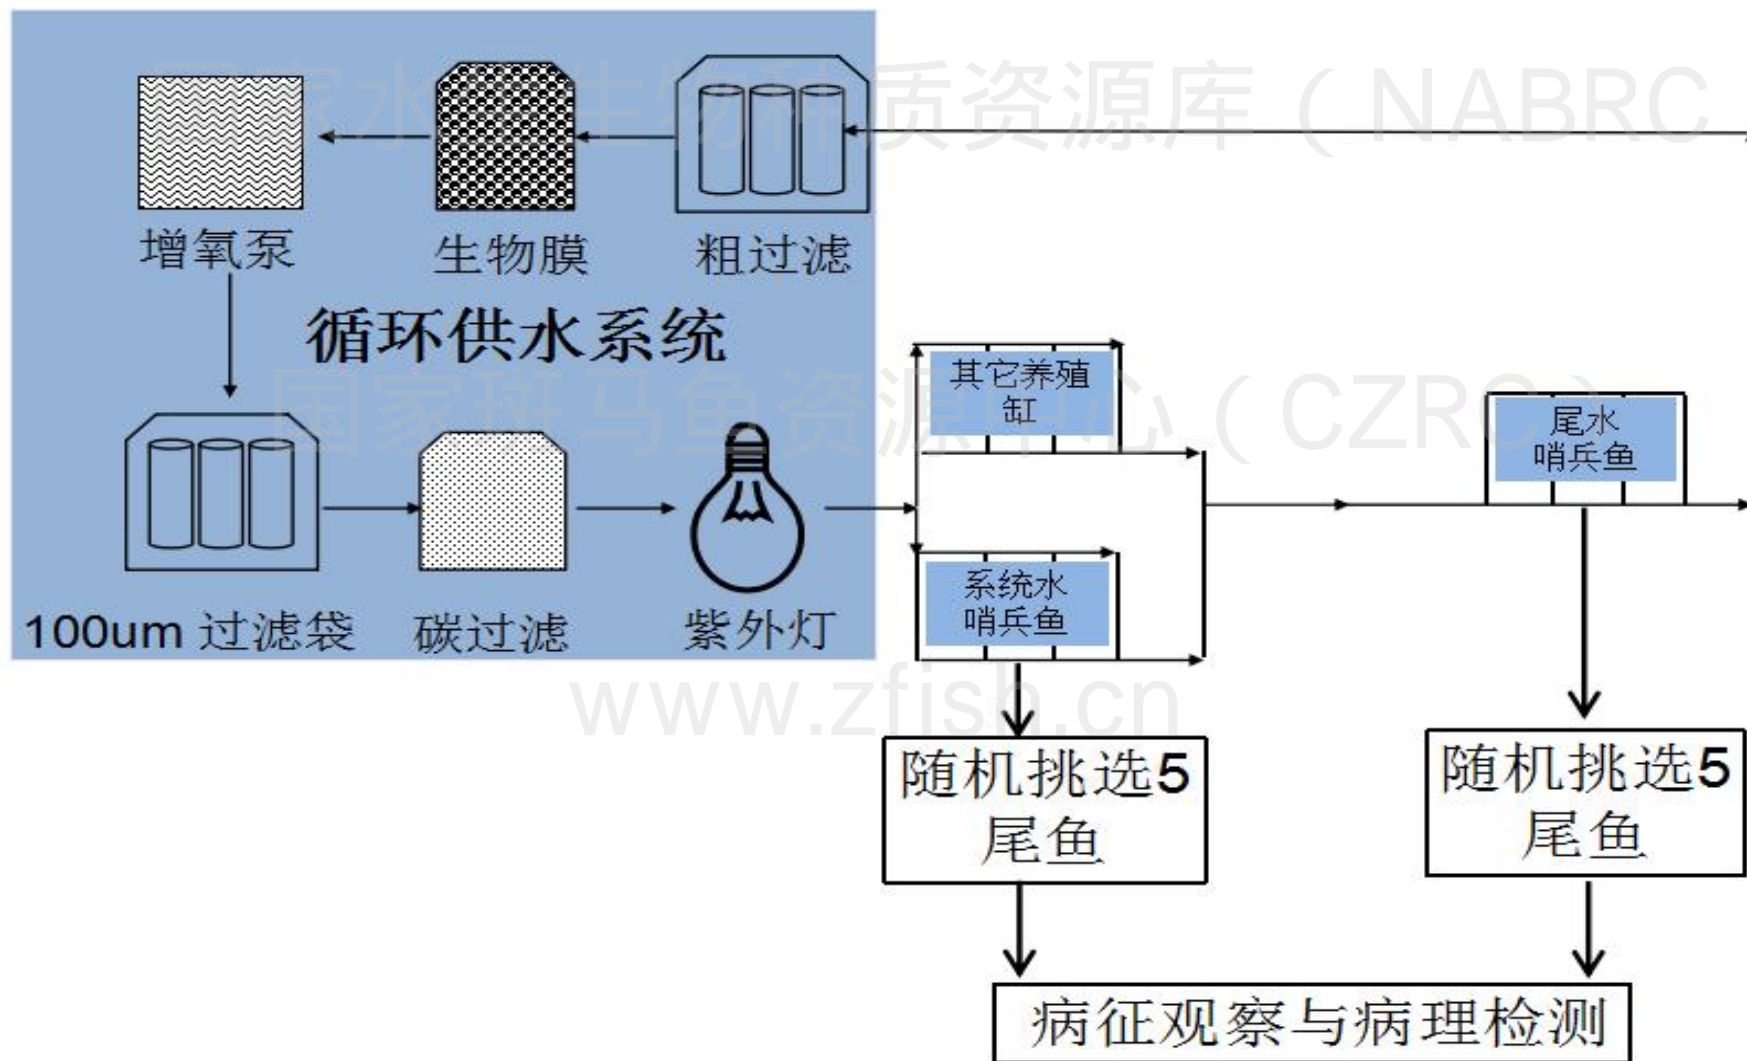 国家水生生物种质资源库（NABRC
增氧泵
生物膜
粗过滤
循环供水系统
其它养殖
缸
国家斑马鱼资源中心（CZRC）
尾水
哨兵鱼
系统水
哨兵鱼
100um 过滤袋
碳过滤
紫外灯
www.zfish.cn
随机挑选5
尾鱼
随机挑选5
尾鱼
病征观察与病理检测